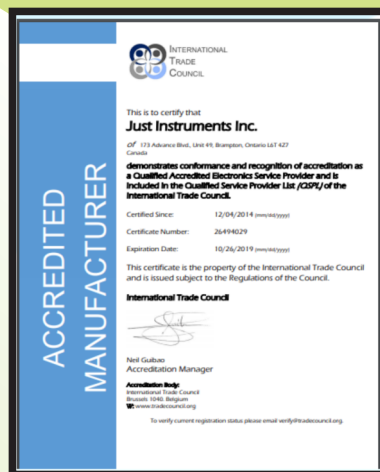 INTERNATIONAL
TRADE
COUNCIL
This is to certify that
Just Instruments Inc.
Of 173 Advance Blvd., Unit 49, Brampton, Ontario L6T 4Z7
Canada
demonstrates conformance and recognition of accreditation as
a Qualified Accredited Electronics Service Provider and is
included in the Qualified Service Provider List (QSPL) of the
International Trade Council.
Certified Since: 12/04/2014 (mm/dd/yyyy)
Certificate Number: 26494029
Expiration Date: 10/26/2019 (mm/dd/yyyy)
This certificate is the property of the International Trade Council
and is issued subject to the Regulations of the Council.
International Trade Council
Neil Guibao
Accreditation Manager
Accreditation Body:
International Trade Council
Brussels 1040. Belgium
W: www.tradecouncil.org
To verify current registration status please email verify@tradecouncil.org.
ACCREDITED
MANUFACTURER